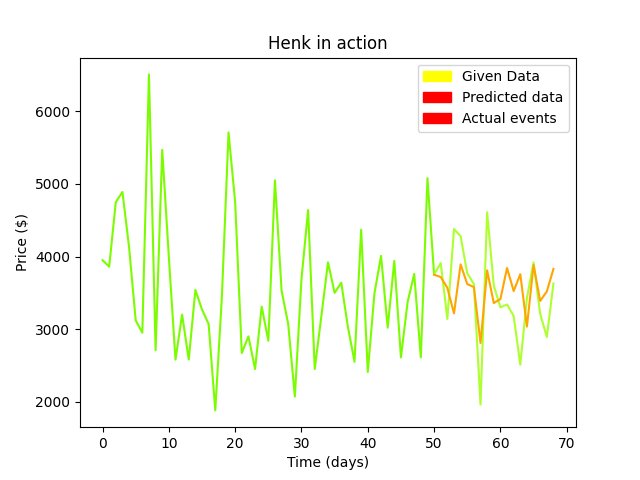 Henk in action
Given Data
Predicted data
Actual events
6000
5000
4000
3000
2000
Price ($)
0 10 20 30 40 50 60 70
Time (days)